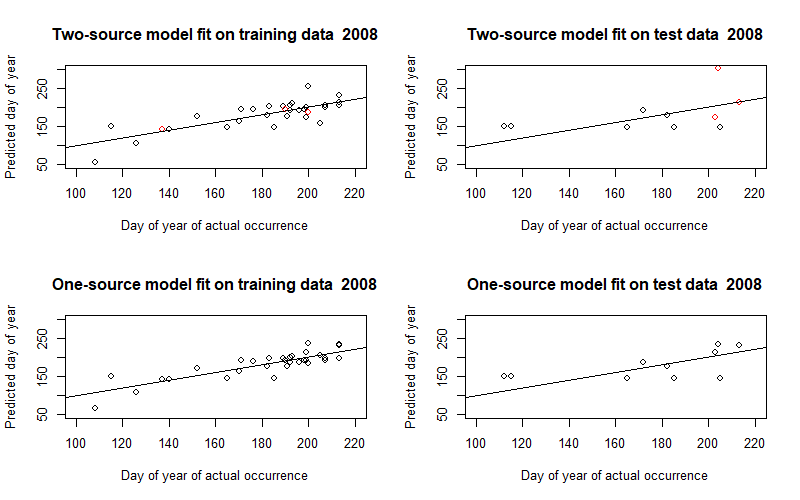 Two-source model fit on training data  2008
Predicted day of year
50 150 250
100 120 140 160 180 200 220
Day of year of actual occurrence
Two-source model fit on test data  2008
Predicted day of year
50 150 250
100 120 140 160 180 200 220
Day of year of actual occurrence
One-source model fit on training data  2008
Predicted day of year
50 150 250
100 120 140 160 180 200 220
Day of year of actual occurrence
One-source model fit on test data  2008
Predicted day of year
50 150 250
100 120 140 160 180 200 220
Day of year of actual occurrence